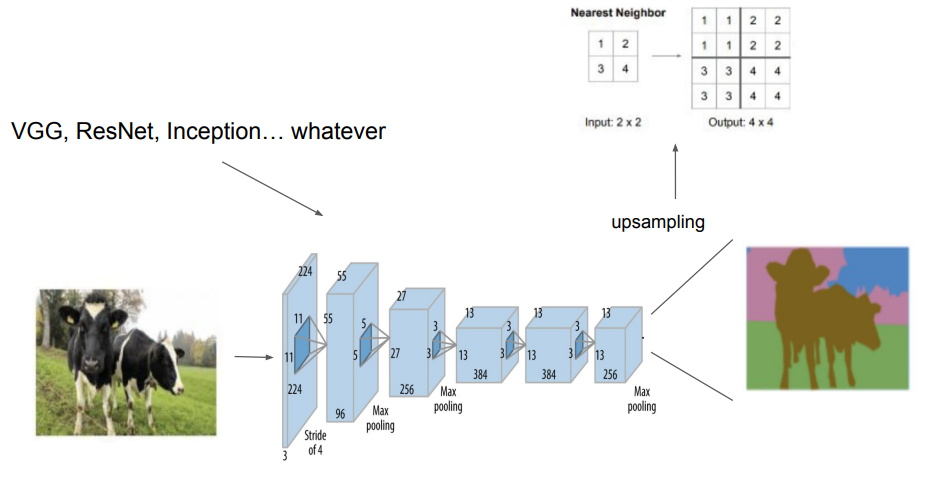 Nearest Neighbor
1 2
3 4
1 1 2 2
1 1 2 2
3 3 4 4
3 3 4 4
Input: 2 x 2
Output: 4 x 4
VGG, ResNet, Inception… whatever
upsampling
224
11
11
224
3
Stride
of 4
55
55
5
5
96
Max
pooling
27
27
3
3
256
Max
pooling
13
13
3
3
384
13
13
3
3
384
13
13
256
Max
pooling